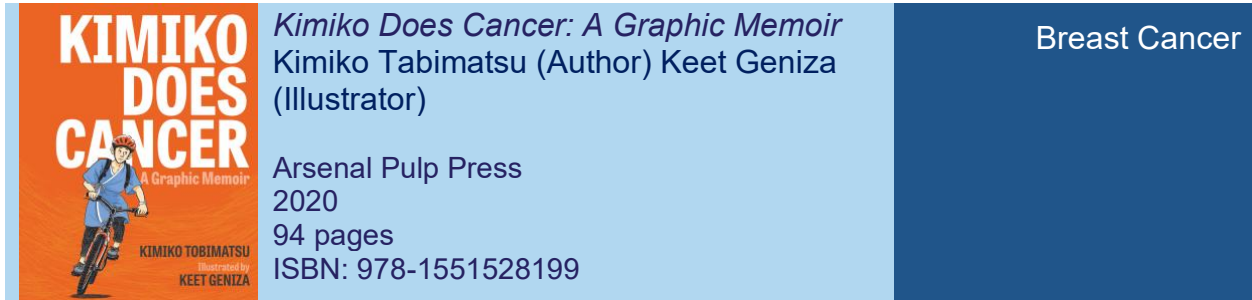 KIMIKO
DOES
CANCER
A Graphic Memoir
KIMIKO TOBIMATSU
Illustrated by
KEET GENIZA
Kimiko Does Cancer: A Graphic Memoir
Kimiko Tabimatsu (Author) Keet Geniza
(Illustrator)
Arsenal Pulp Press
2020
94 pages
ISBN: 978-1551528199
Breast Cancer